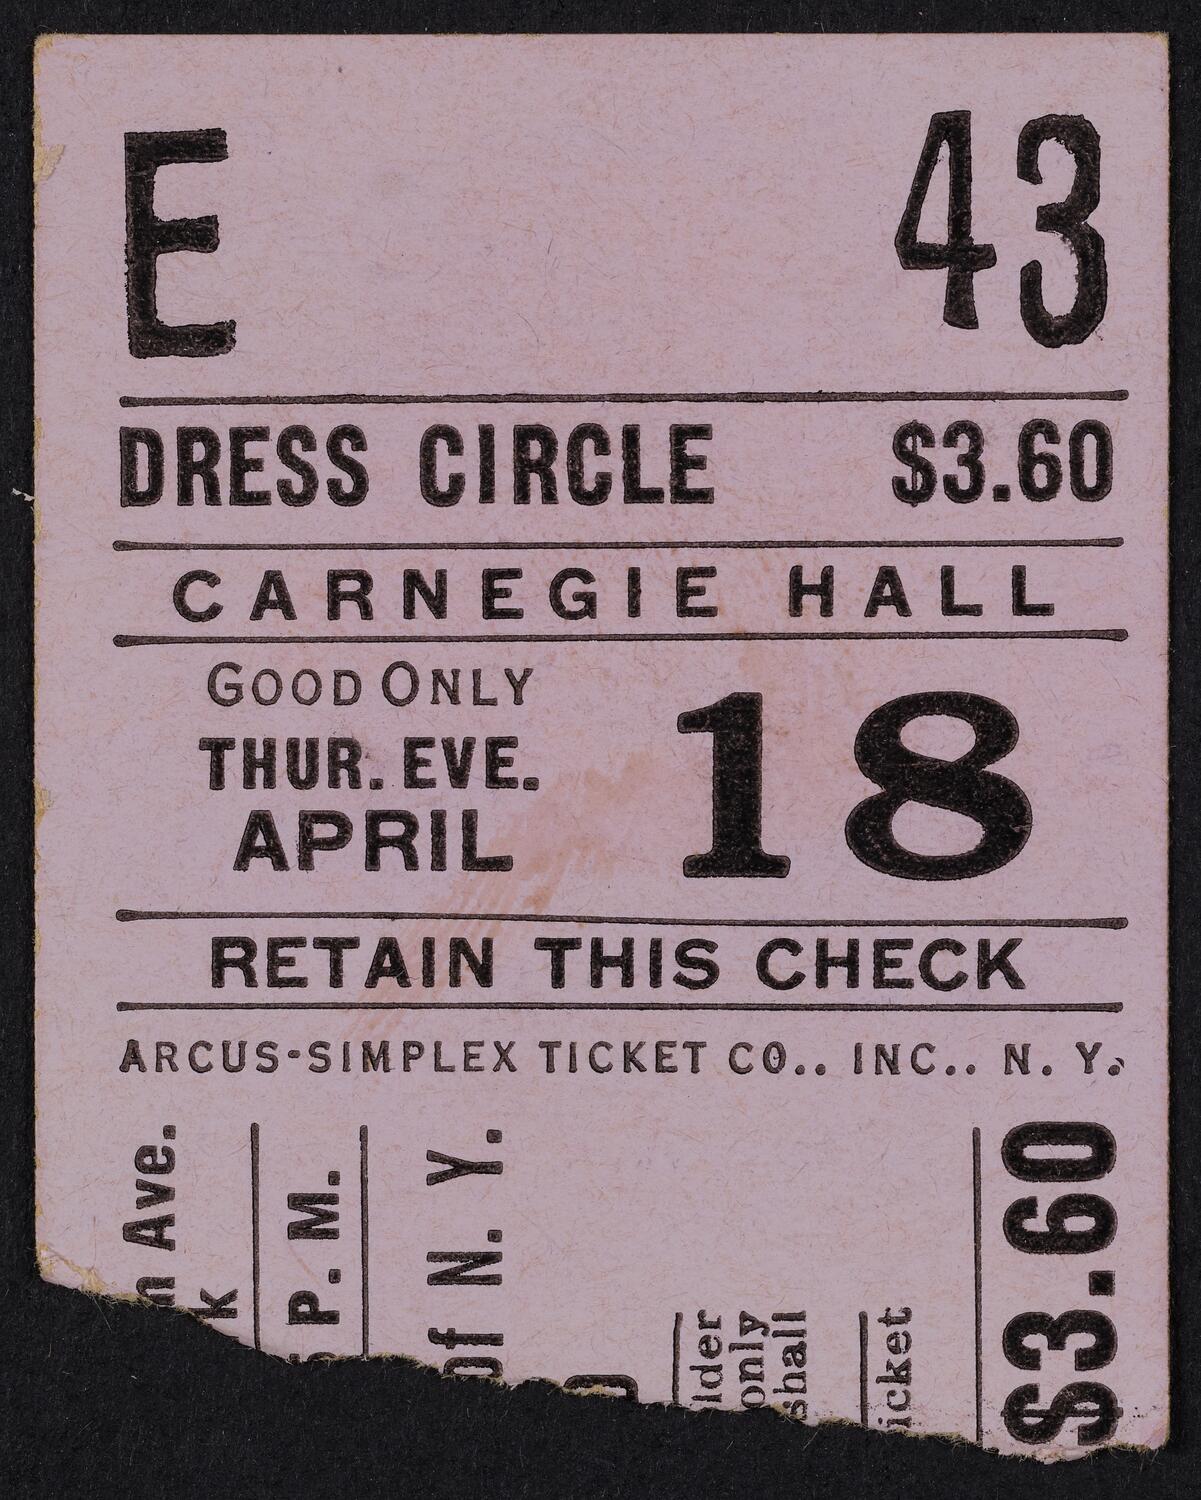 E 43
DRESS CIRCLE $3.60
CARNEGIE HALL
GOOD ONLY
THUR. EVE.
APRIL 18
RETAIN THIS CHECK
ARCUS-SIMPLEX TICKET CO.. INC.. N. Y.
Ave.
k
P. M.
of N. Y.
lder
only
shall
icket
$3.60